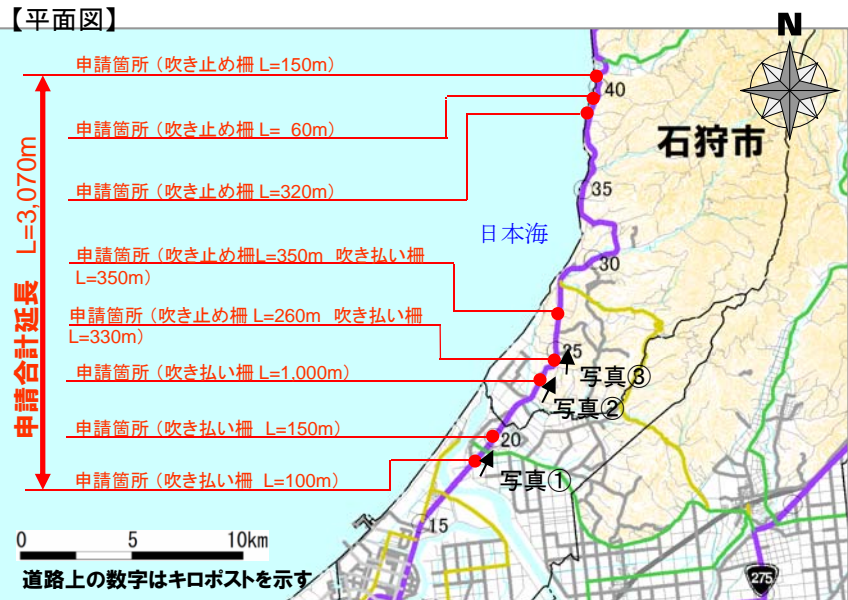 【平面図】
N
申請箇所（吹き止め柵 L=150m）
40
申請箇所（吹き止め柵 L= 60m）
石狩市
申請箇所（吹き止め柵 L=320m）
35
日本海
申請箇所（吹き止め柵L=350m 吹き払い柵
L=350m）
30
申請箇所（吹き止め柵 L=260m 吹き払い柵
L=330m）
25
申請箇所（吹き払い柵 L=1,000m）
写真③
写真②
申請箇所（吹き払い柵 L=150m）
20
申請箇所（吹き払い柵 L=100m）
写真①
申請合計延長 L=3,070m
15
0 5 10km
道路上の数字はキロポストを示す
275